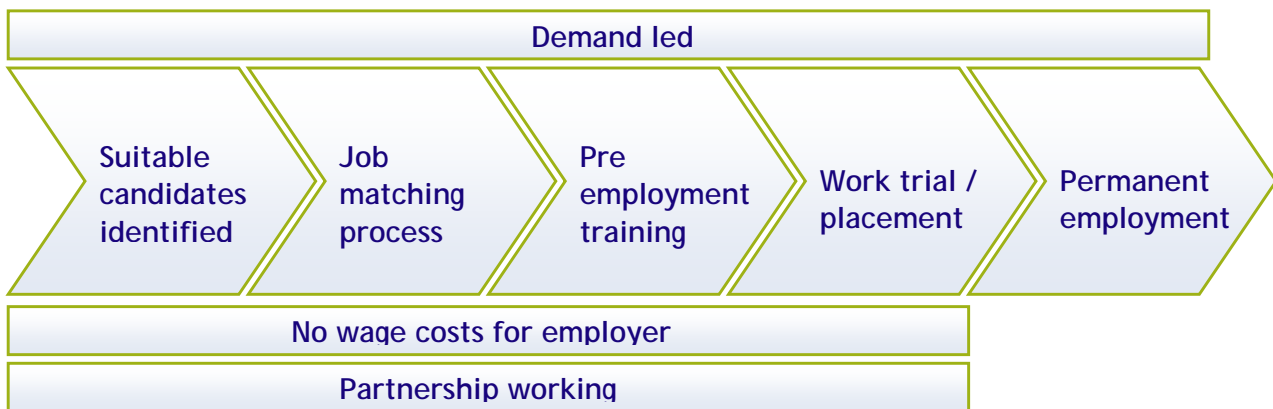 Demand led
Suitable
candidates
identified
Job
matching
process
Pre
employment
training
Work trial /
placement
Permanent
employment
No wage costs for employer
Partnership working